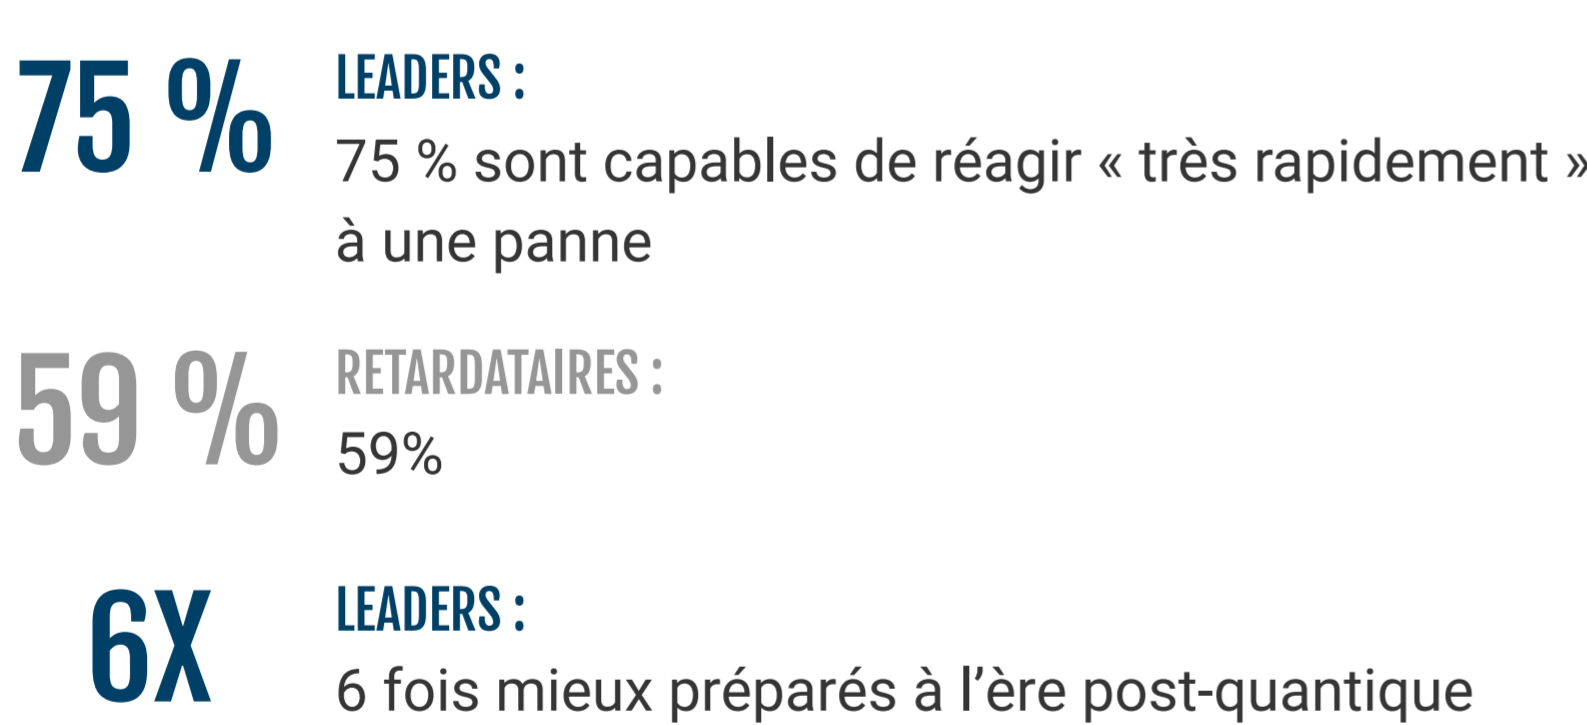 75 %
LEADERS :
75 % sont capables de réagir « très rapidement »
à une panne
59 %
RETARDATAIRES :
59%
6X
LEADERS :
6 fois mieux préparés à l’ère post-quantique